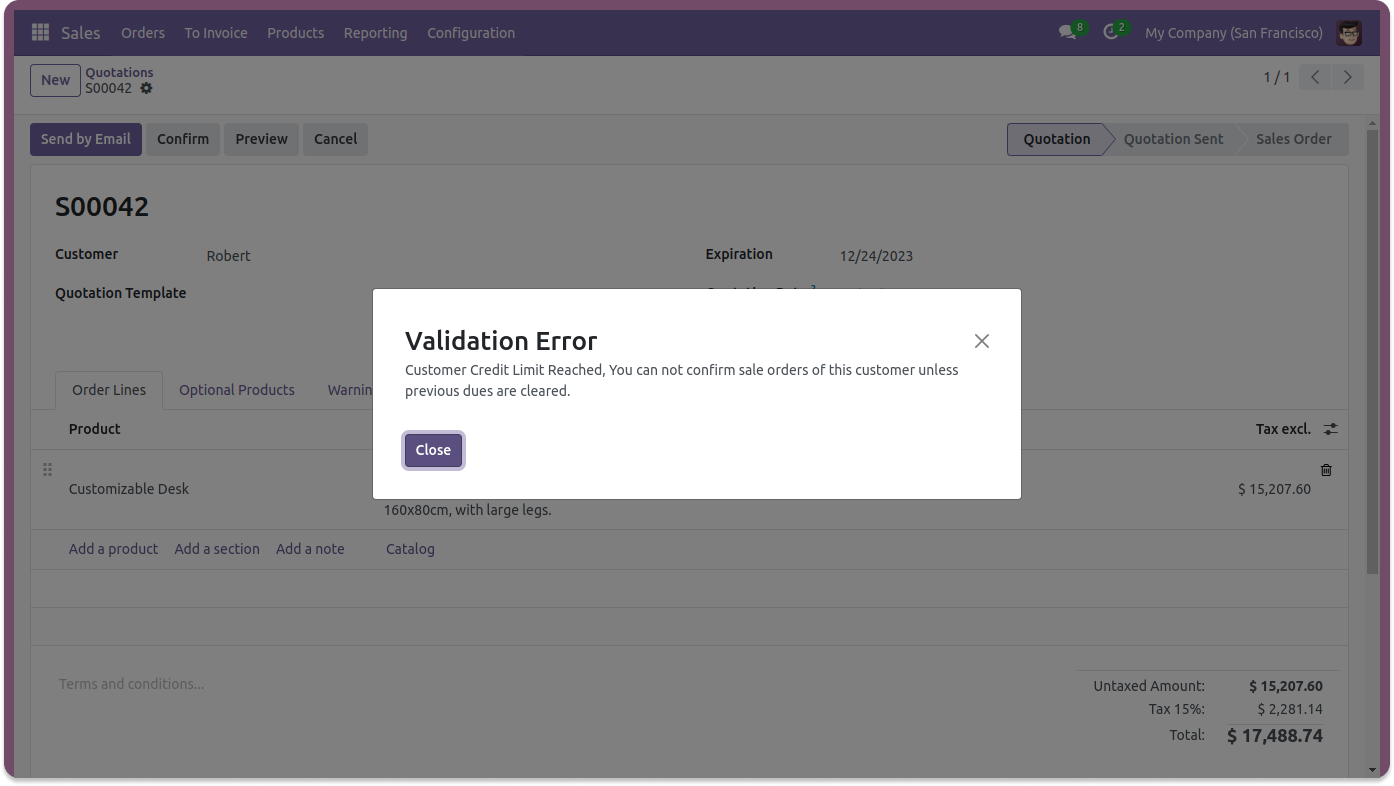 Sales Orders To Invoice Products Reporting Configuration 8 2 My Company (San Francisco)
New Quotations
S00042
1 / 1
Send by Email Confirm Preview Cancel Quotation Quotation Sent Sales Order
S00042
Customer Robert Expiration 12/24/2023
Quotation Template
Validation Error
Customer Credit Limit Reached, You can not confirm sale orders of this customer unless
previous dues are cleared.
Close
Order Lines Optional Products Warnin
Product Tax excl.
Customizable Desk $ 15,207.60
160x80cm, with large legs.
Add a product Add a section Add a note Catalog
Terms and conditions...
Untaxed Amount: $ 15,207.60
Tax 15%: $ 2,281.14
Total: $ 17,488.74